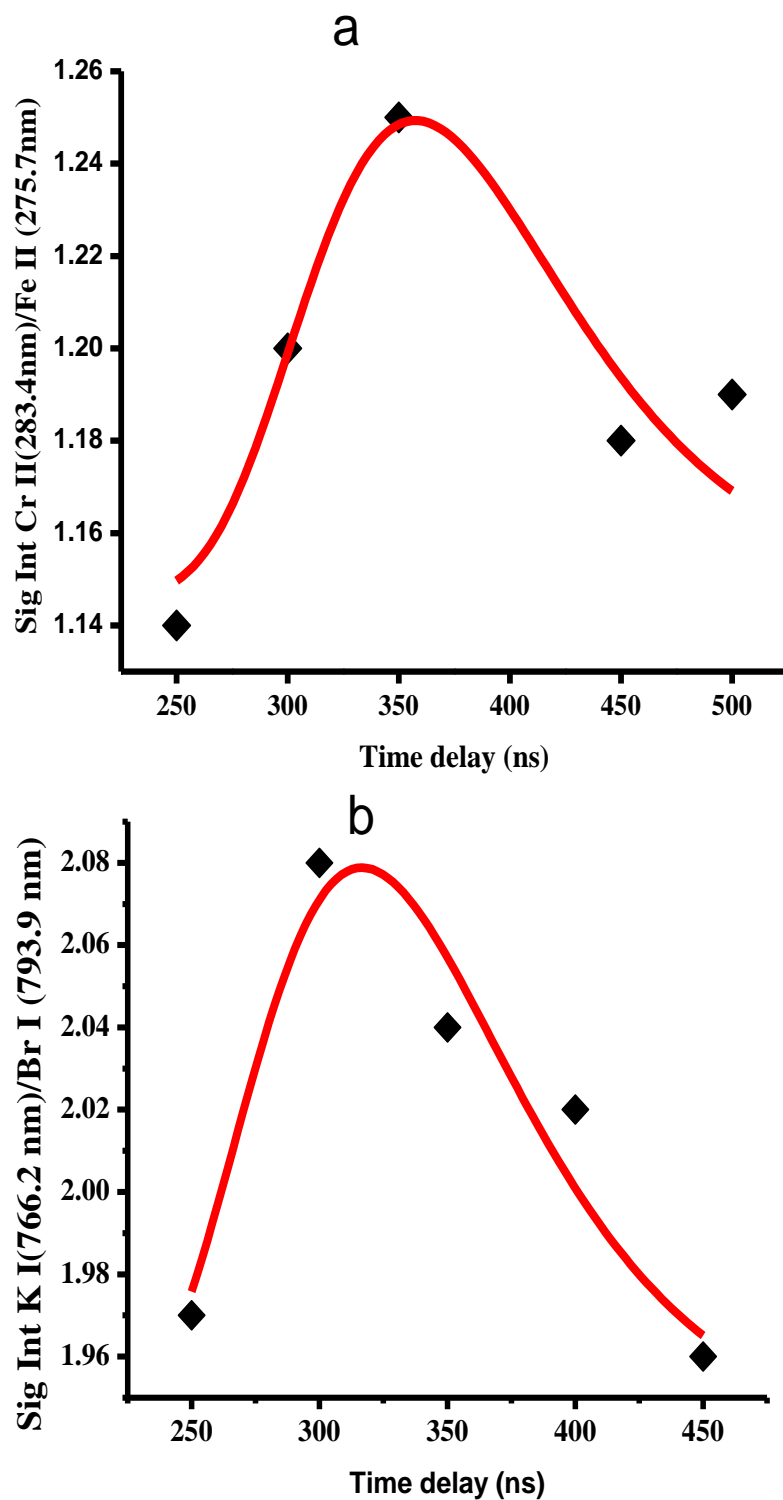 a
Sig Int Cr II(283.4nm)/Fe II (275.7nm)
1.26
1.24
1.22
1.20
1.18
1.16
1.14
250 300 350 400 450 500
Time delay (ns)
b
Sig Int K I(766.2 nm)/Br I (793.9 nm)
2.08
2.06
2.04
2.02
2.00
1.98
1.96
250 300 350 400 450
Time delay (ns)